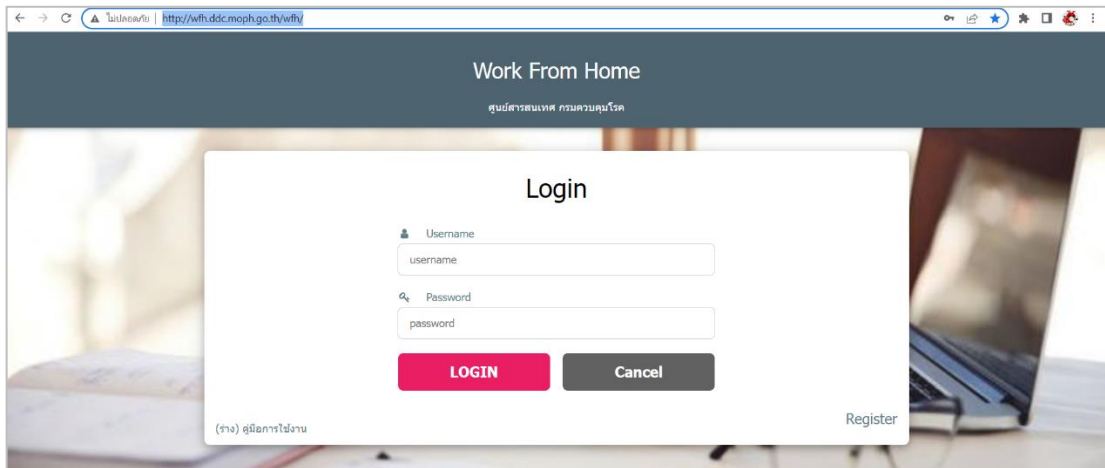 ไม่ปลอดภัย | http://wfh.ddc.moph.go.th/wfh/
Work From Home
ศูนย์สารสนเทศ กรมควบคุมโรค
Login
Username
username
Password
password
LOGIN Cancel
Register
(ร่าง) คู่มือการใช้งาน